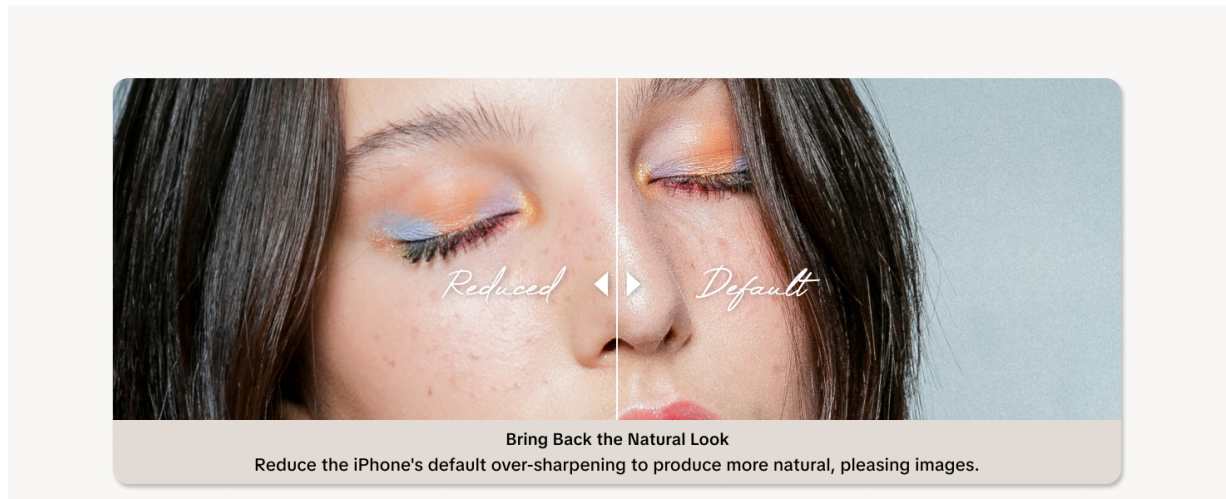 Reduced Default
Bring Back the Natural Look
Reduce the iPhone's default over-sharpening to produce more natural, pleasing images.